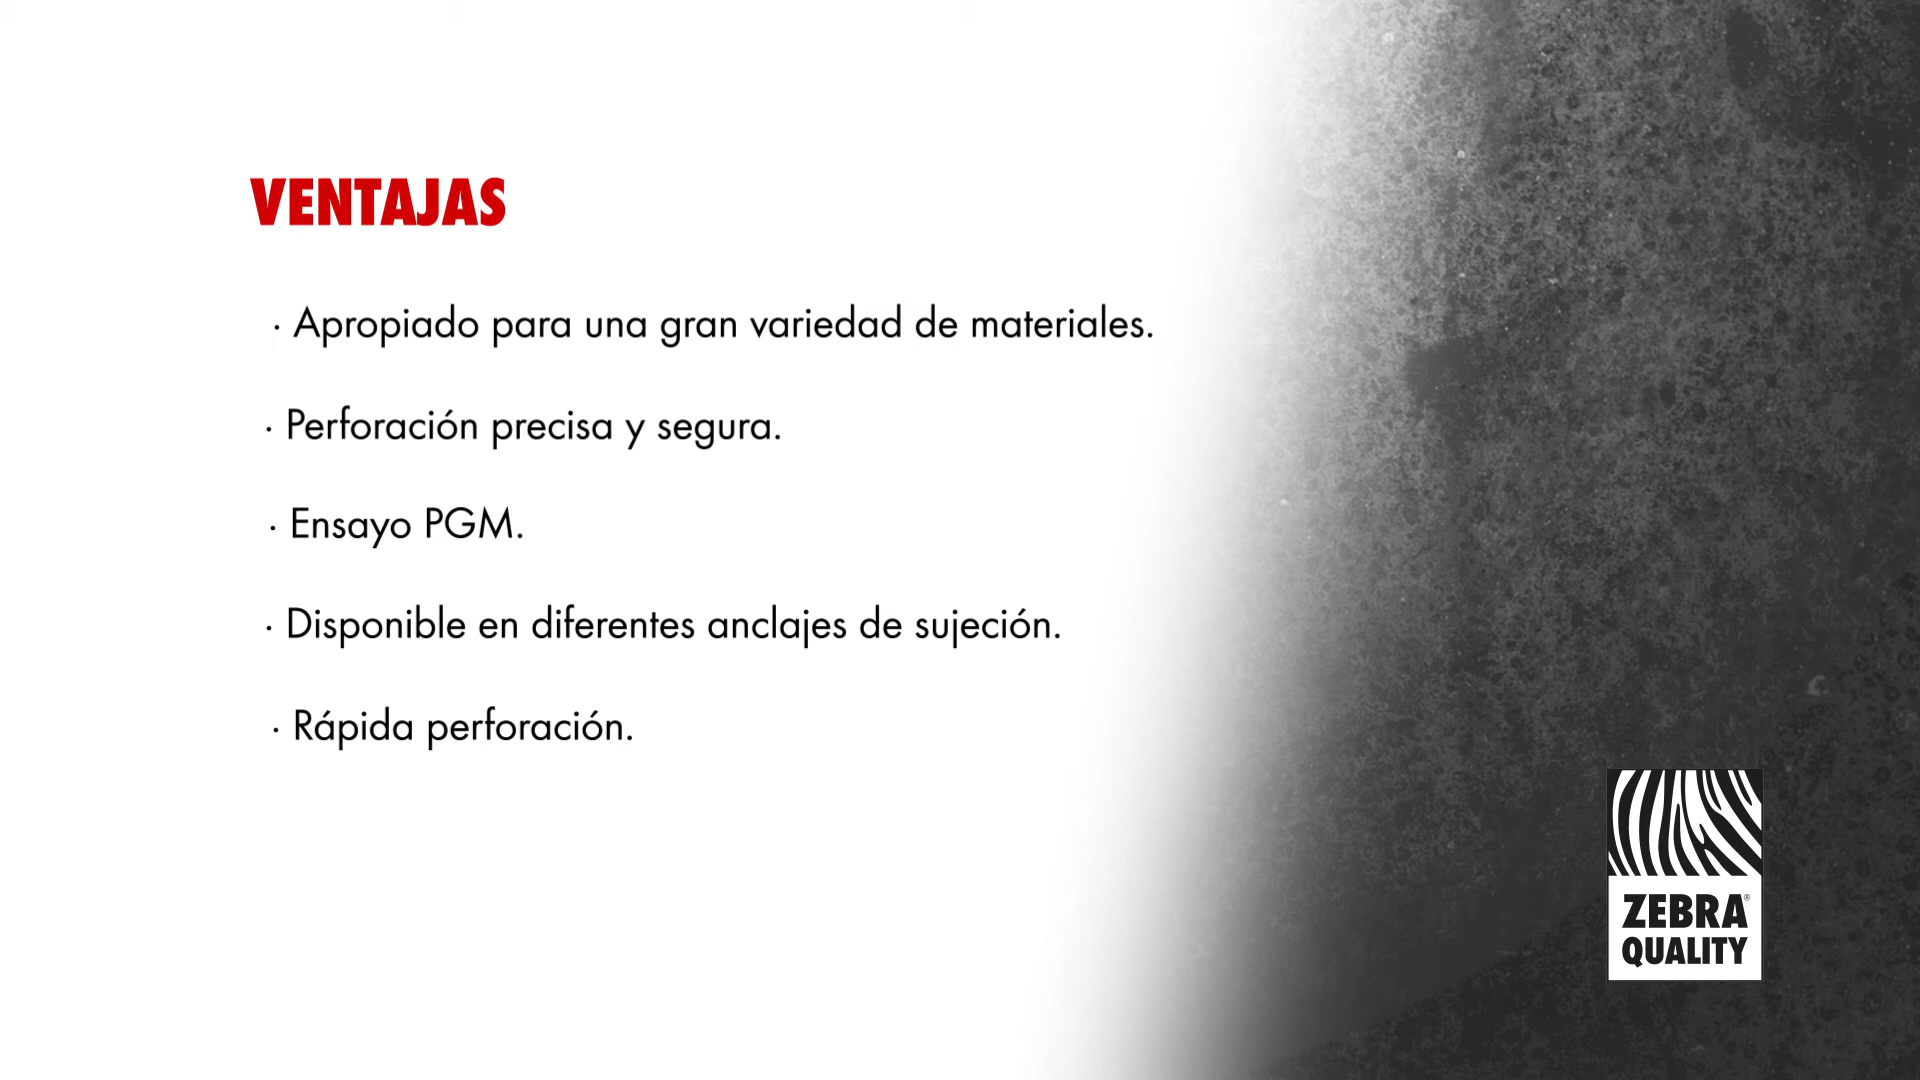 VENTAJAS
· Apropiado para una gran variedad de materiales.
· Perforación precisa y segura.
· Ensayo PGM.
· Disponible en diferentes anclajes de sujeción.
· Rápida perforación.
ZEBRA®
QUALITY